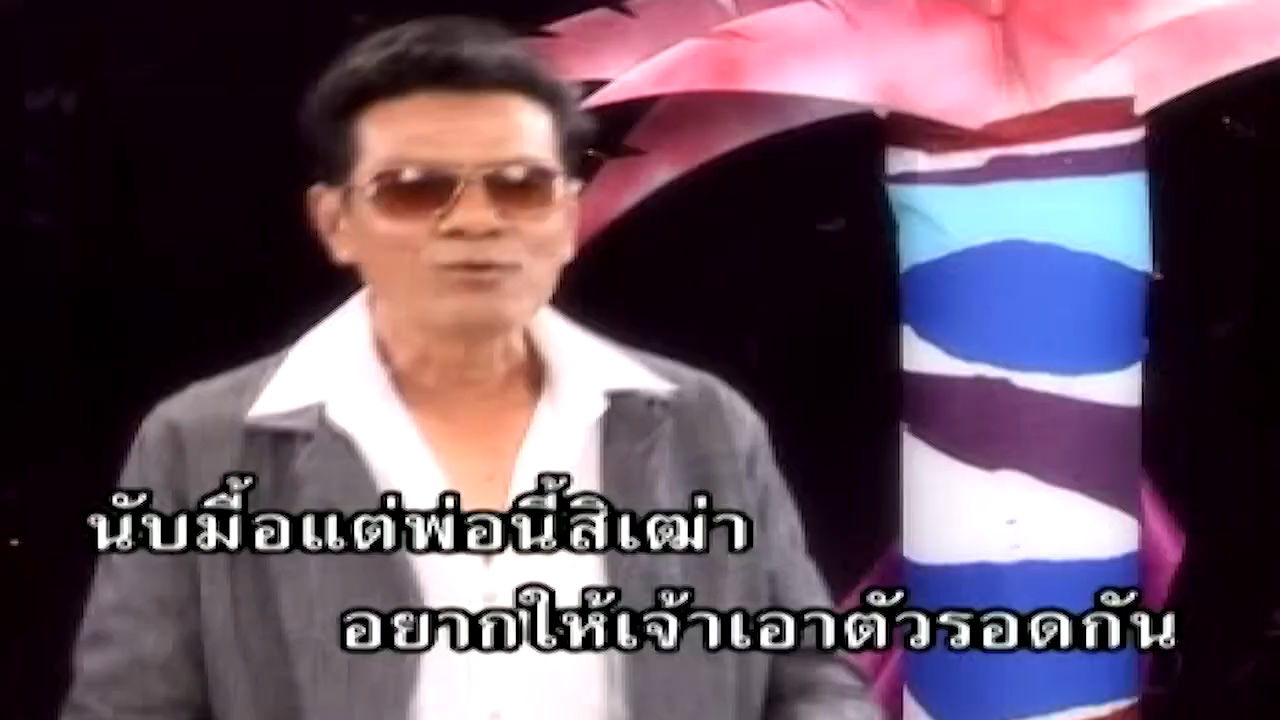 นับมื้อแต่พ่อนี้สิเฒ่า
อยากให้เจ้าเอาตัวรอดกัน